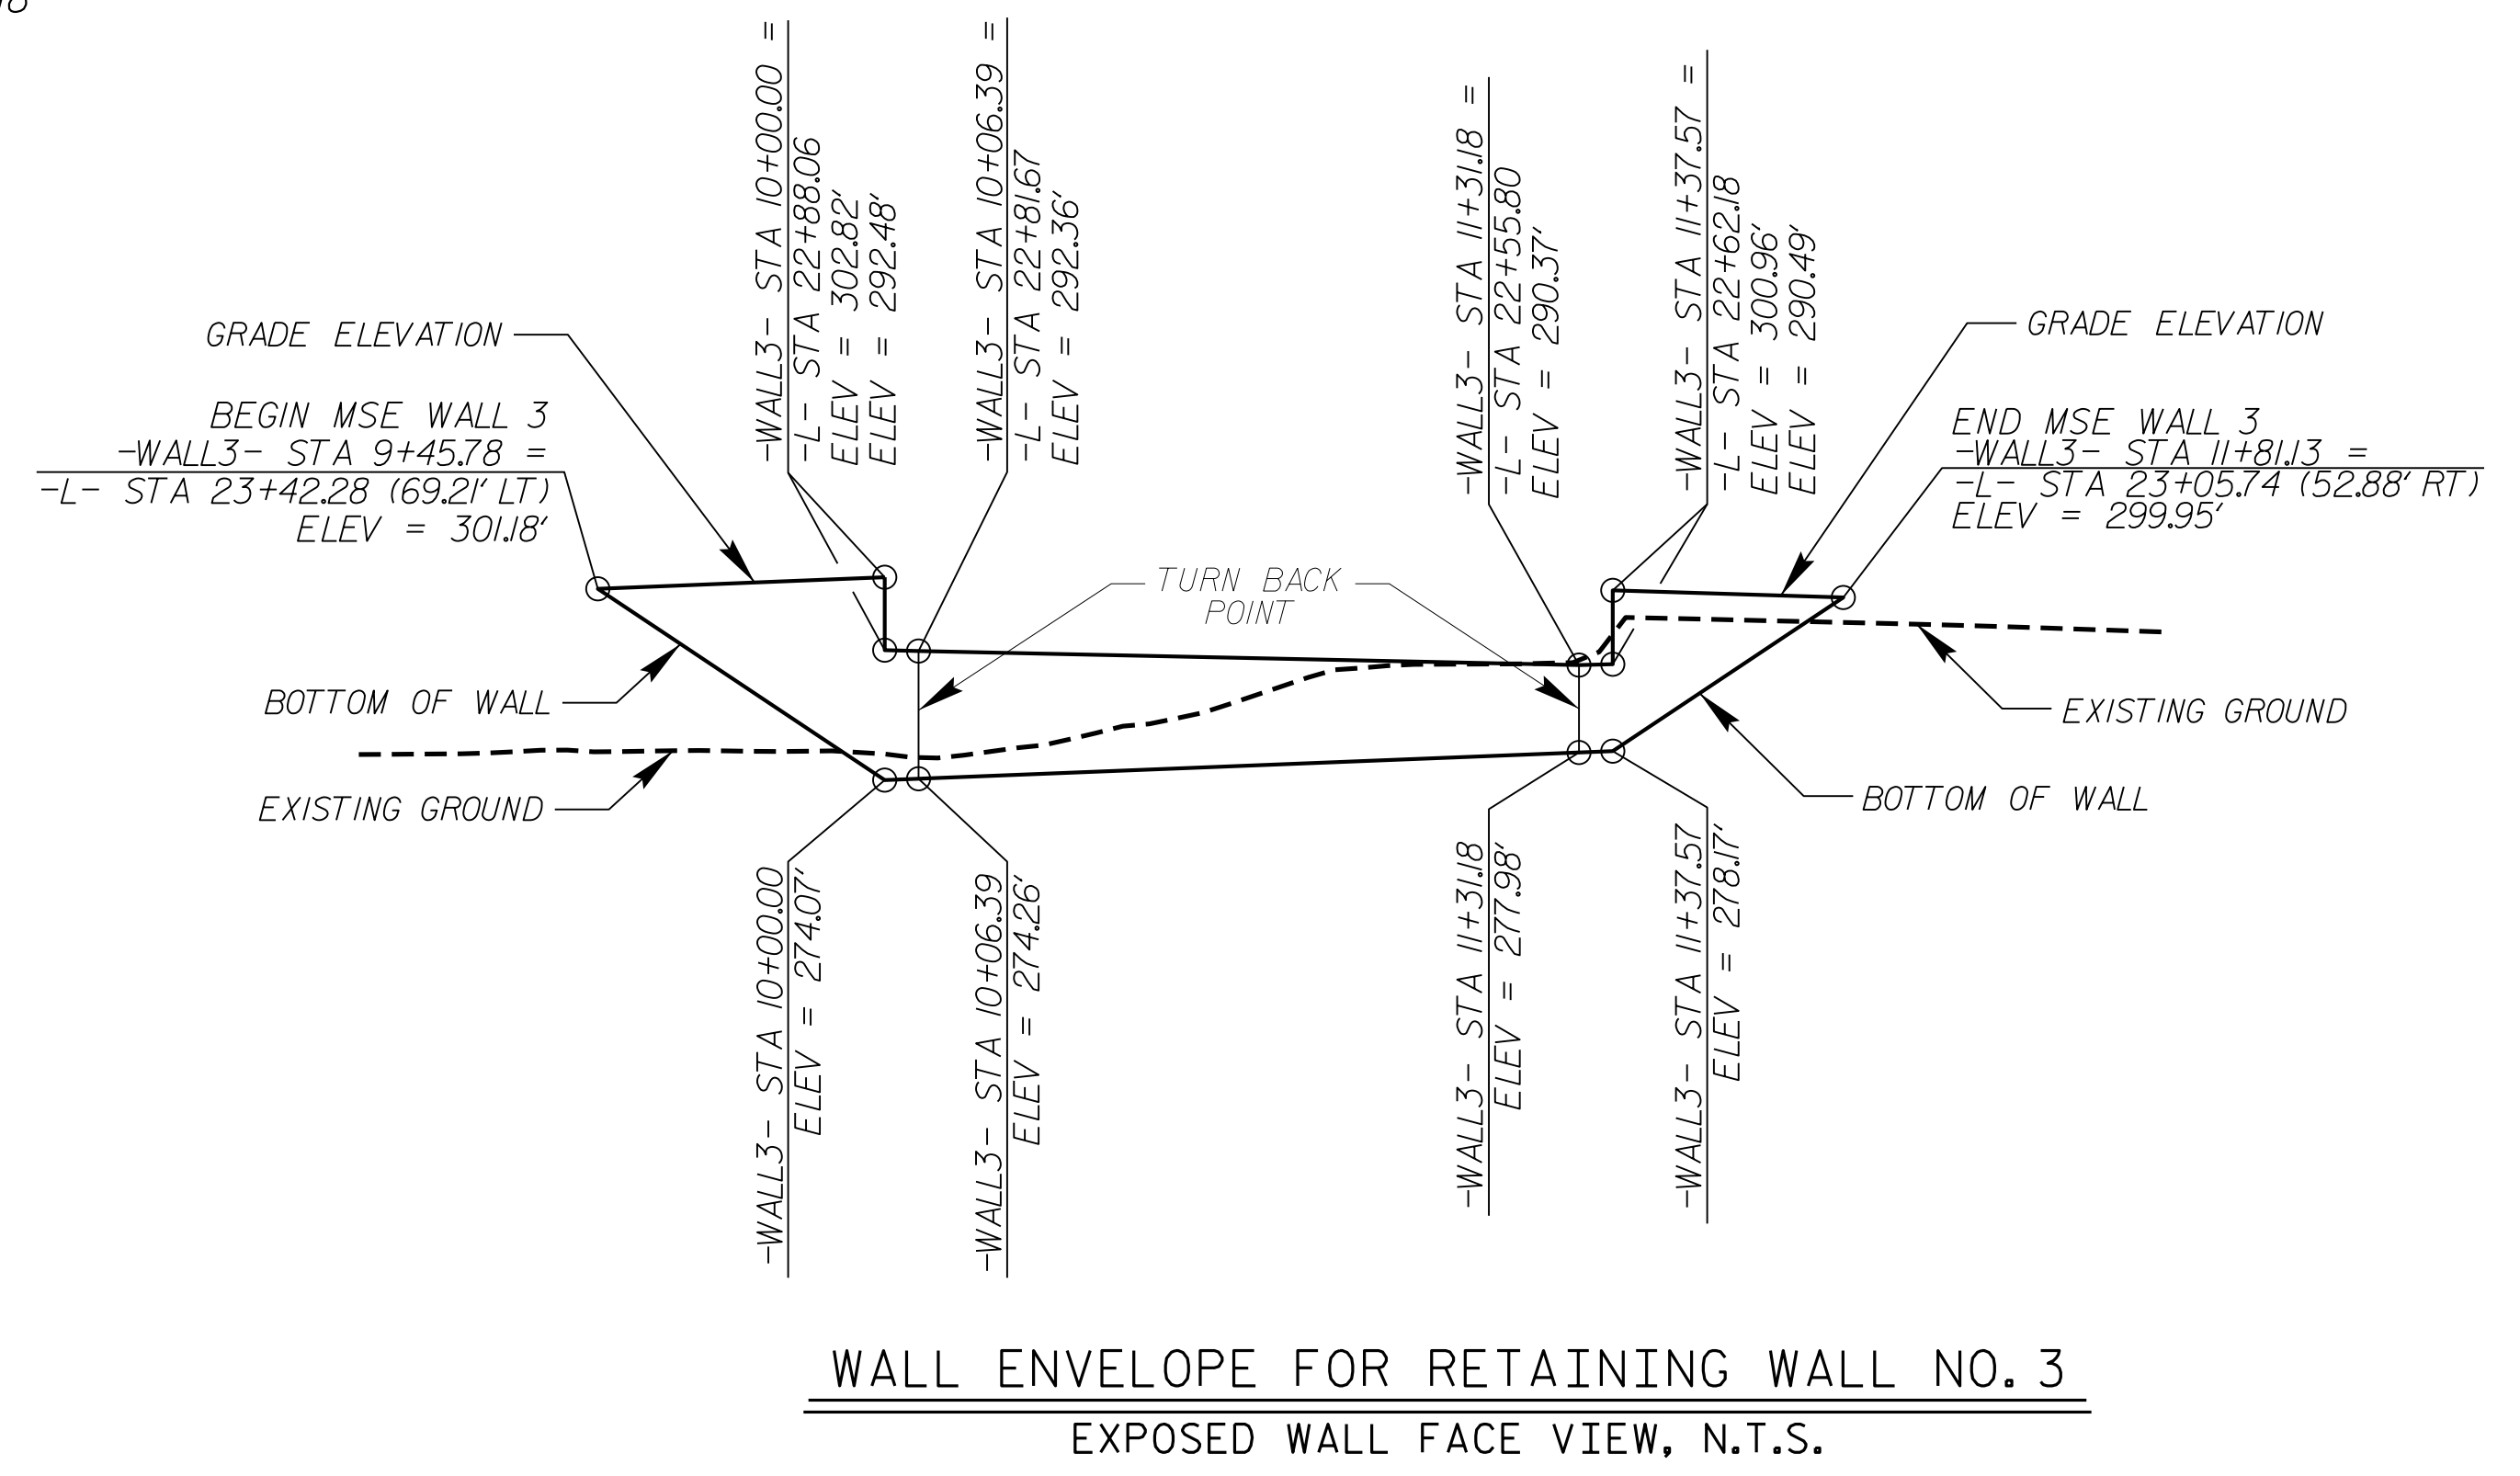 -WALL3- STA 10+00.00 =
-L- STA 22+88.06
ELEV = 302.82'
ELEV = 292.48'
-WALL3- STA 10+06.39 =
-L- STA 22+81.67
ELEV = 292.36'
-WALL3- STA 11+31.18 =
-L- STA 22+55.80
ELEV = 290.37'
-WALL3- STA 11+37.57 =
-L- STA 22+62.18
ELEV = 300.96'
ELEV = 290.49'
GRADE ELEVATION
GRADE ELEVATION
BEGIN MSE WALL 3
-WALL3- STA 9+45.78 =
-L- STA 23+42.28 (69.21' LT)
ELEV = 301.18'
END MSE WALL 3
-WALL3- STA 11+81.13 =
-L- STA 23+05.74 (52.88' RT)
ELEV = 299.95'
TURN BACK
POINT
BOTTOM OF WALL
EXISTING GROUND
EXISTING GROUND
BOTTOM OF WALL
-WALL3- STA 10+00.00
ELEV = 274.07'
-WALL3- STA 10+06.39
ELEV = 274.26'
-WALL3- STA 11+31.18
ELEV = 277.98'
-WALL3- STA 11+37.57
ELEV = 278.17'
WALL ENVELOPE FOR RETAINING WALL NO. 3
EXPOSED WALL FACE VIEW, N.T.S.